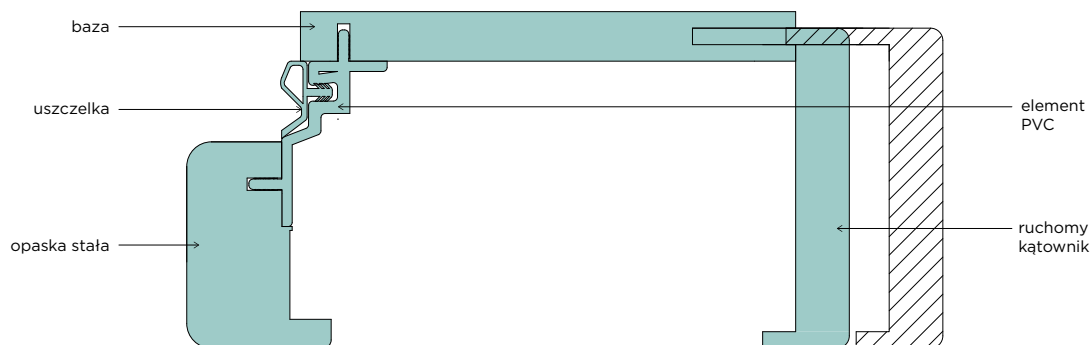 baza
uszczelka
element
PVC
opaska stała
ruchomy
kątownik